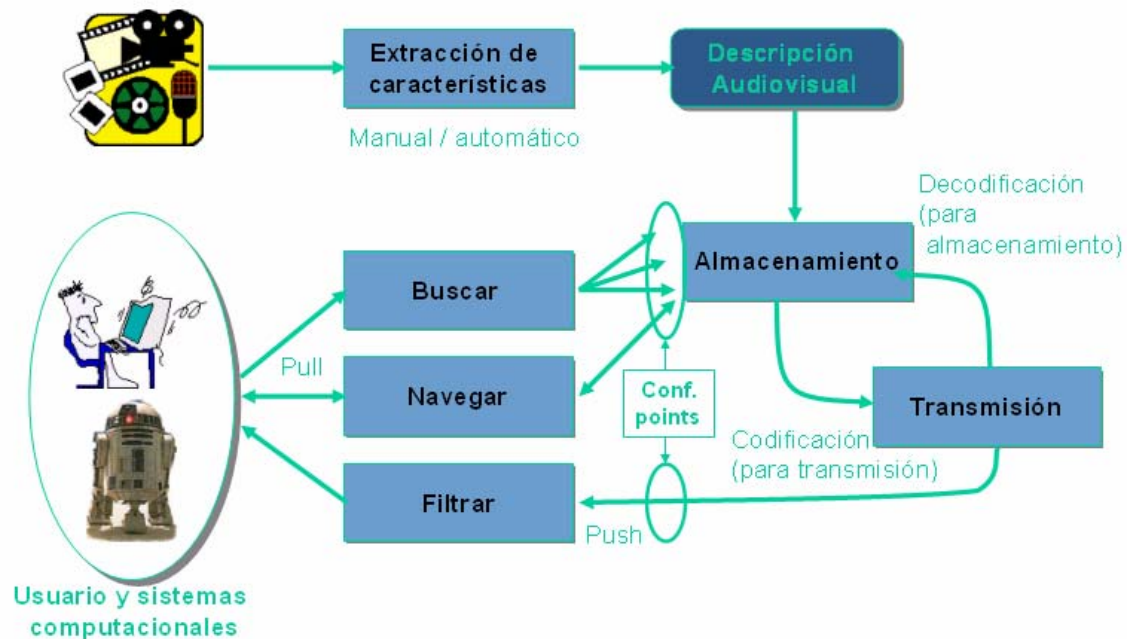 Extracción de
características
Descripción
Audiovisual
Manual / automático
Decodificación
(para
almacenamiento)
Almacenamiento
Buscar
Pull
Navegar
Conf.
points
Transmisión
Codificación
(para transmisión)
Filtrar
Push
Usuario y sistemas
computacionales